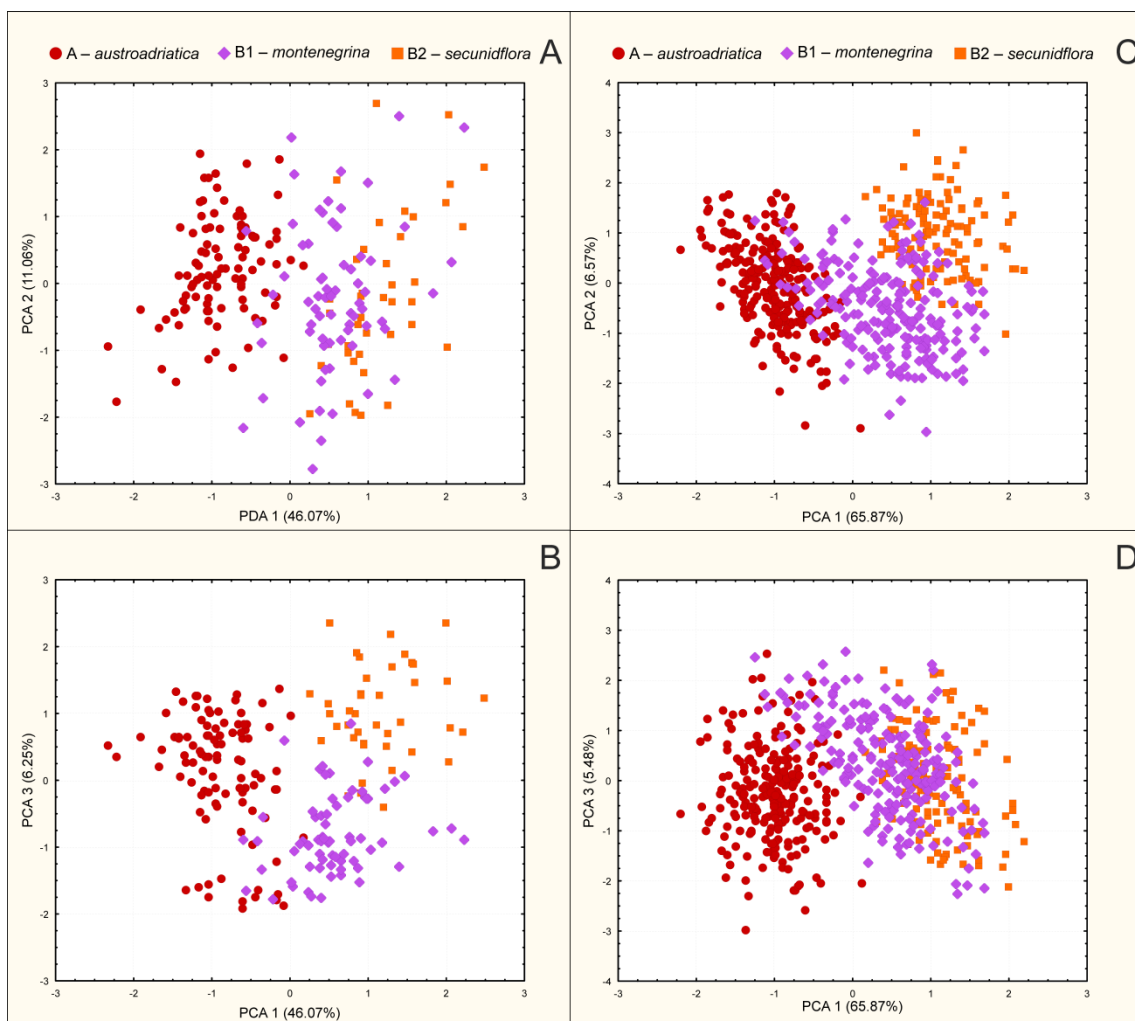 A – austroadriatica B1 – montenegrina B2 – secunidflora A
3
2
1
0
-1
-2
-3
PCA 2 (11.06%)
-3 -2 -1 0 1 2 3
PDA 1 (46.07%)
A – austroadriatica B1 – montenegrina B2 – secunidflora C
4
3
2
1
0
-1
-2
-3
-4
PCA 2 (6.57%)
-3 -2 -1 0 1 2 3
PCA 1 (65.87%)
B
3
2
1
0
-1
-2
-3
PCA 3 (6.25%)
-3 -2 -1 0 1 2 3
PCA 1 (46.07%)
D
4
3
2
1
0
-1
-2
-3
-4
PCA 3 (5.48%)
-3 -2 -1 0 1 2 3
PCA 1 (65.87%)